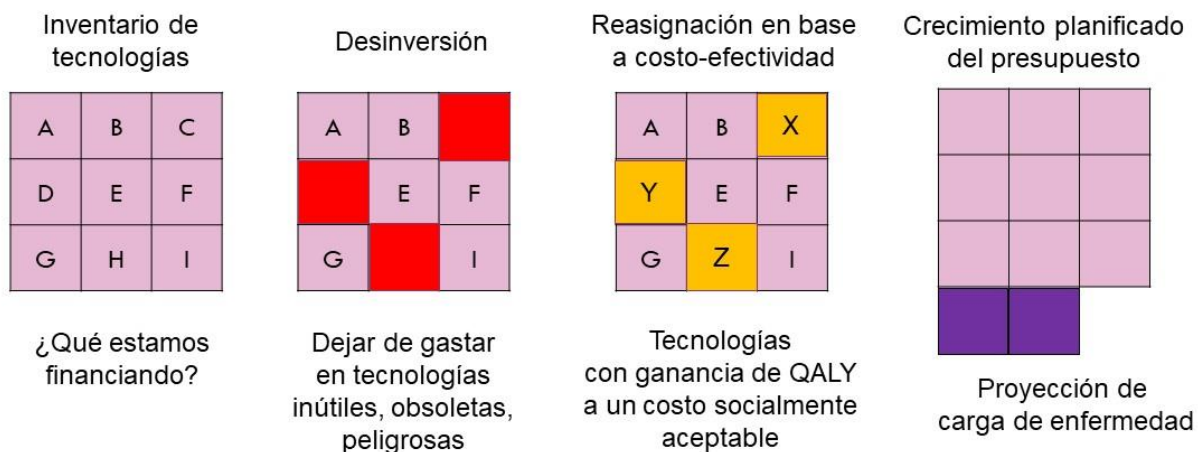 Inventario de
tecnologías
A B C
D E F
G H I
¿Qué estamos
financiando?
Desinversión
A B
E F
G I
Dejar de gastar
en tecnologías
inútiles, obsoletas,
peligrosas
Reasignación en base
a costo-efectividad
A B X
Y E F
G Z I
Tecnologías
con ganancia de QALY
a un costo socialmente
aceptable
Crecimiento planificado
del presupuesto
Proyección de
carga de enfermedad